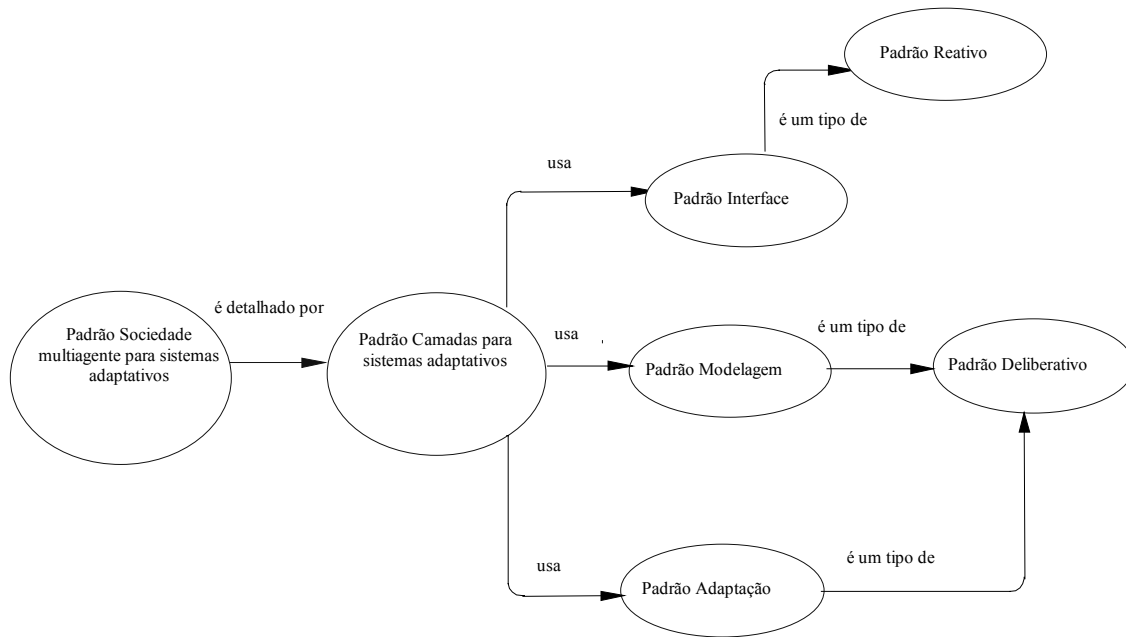 Padrão Reativo
é um tipo de
usa
Padrão Interface
é detalhado por
Padrão Sociedade
multiagente para sistemas
adaptativos
Padrão Camadas para
sistemas adaptativos
usa
Padrão Modelagem
é um tipo de
Padrão Deliberativo
usa
Padrão Adaptação
é um tipo de